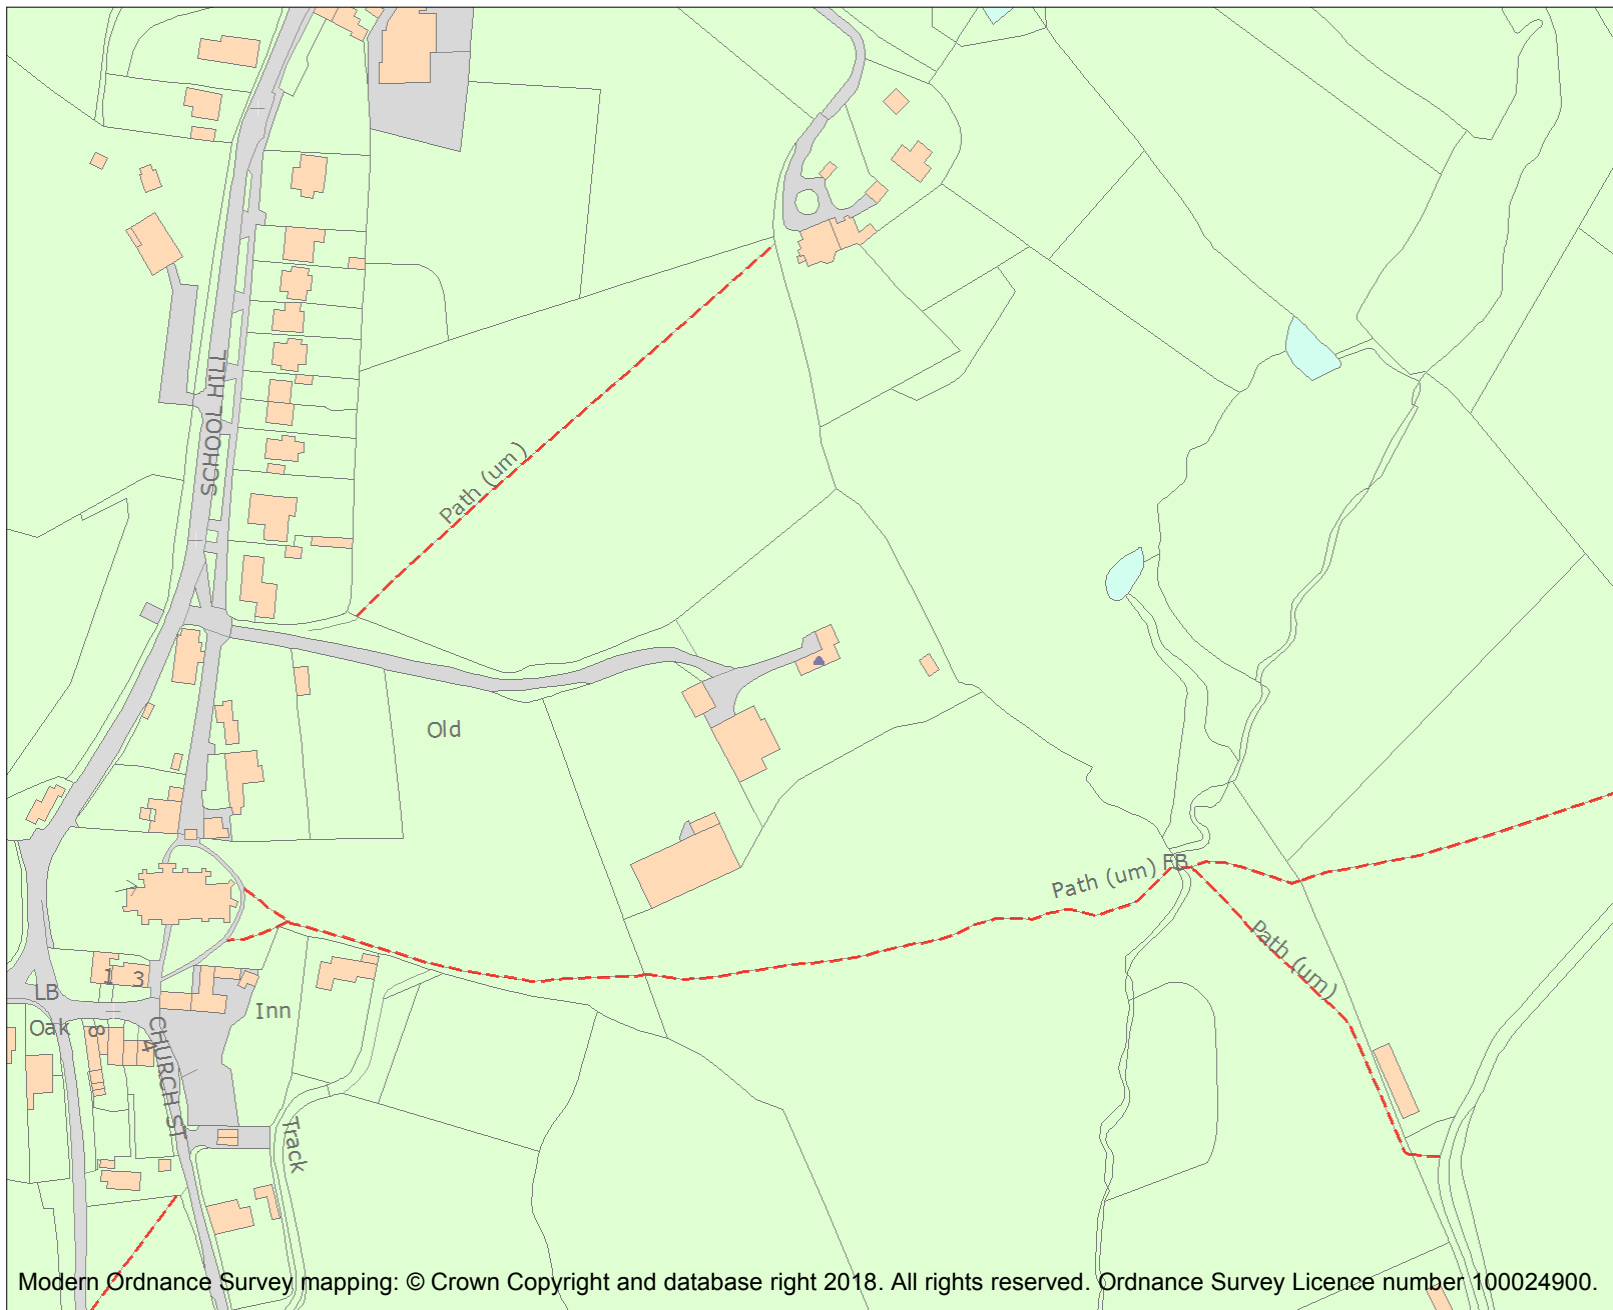 SCHOOL HILL
Path (um)
Old
Path (um) FB
Path (um)
1 3
LB
Inn
Oak
8
4
CHURCH ST
Track
Modern Ordnance Survey mapping: © Crown Copyright and database right 2018. All rights reserved. Ordnance Survey Licence number 100024900.